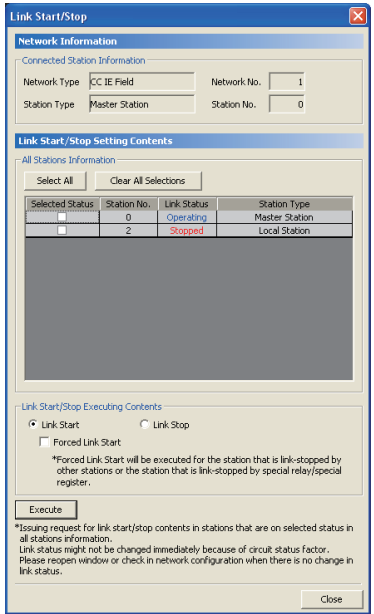 Link Start/Stop
Network Information
Connected Station Information
Network Type CC IE Field Network No. 1
Station Type Master Station Station No. 0
Link Start/Stop Setting Contents
All Stations Information
Select All Clear All Selections
Selected Status Station No. Link Status Station Type
0 Operating Master Station
2 Stopped Local Station
Link Start/Stop Executing Contents
Link Start Link Stop
Forced Link Start
*Forced Link Start will be executed for the station that is link-stopped by
other stations or the station that is link-stopped by special relay/special
register.
Execute
*Issuing request for link start/stop contents in stations that are on selected status in
all stations information.
Link status might not be changed immediately because of circuit status factor.
Please reopen window or check in network configuration when there is no change in
link status.
Close